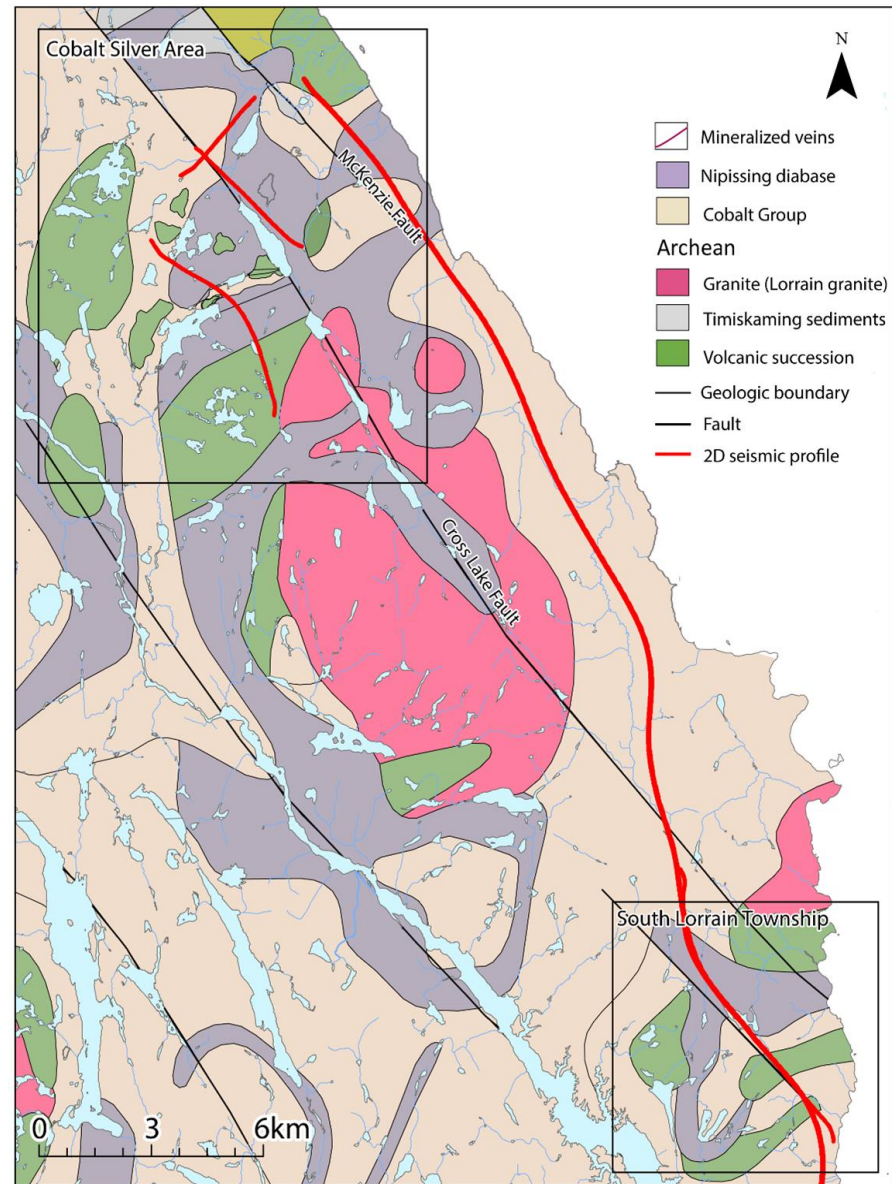 Cobalt Silver Area
N
Mineralized veins
Nipissing diabase
Cobalt Group
Archean
Granite (Lorrain granite)
Timiskaming sediments
Volcanic succession
Geologic boundary
Fault
2D seismic profile
McKenzie Fault
Cross Lake Fault
South Lorrain Township
0 3 6km